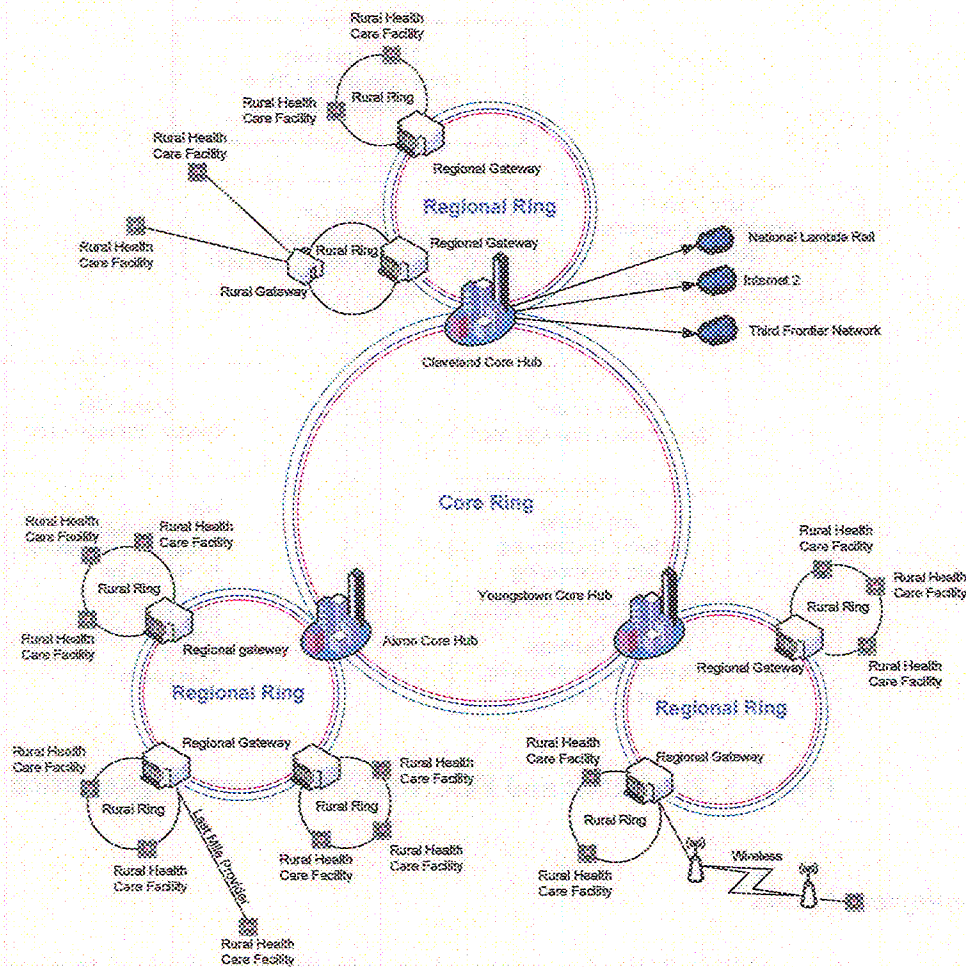 Rural Health
Care Facility
Rural Ring
Rural Health
Care Facility
Rural Health
Care Facility
Regional Gateway
Regional Ring
Rural Health
Care Facility
Rural Ring
Regional Gateway
Rural Gateway
National Lambda Rail
Internet 2
Third Frontier Network
Cleveland Core Hub
Core Ring
Rural Health
Care Facility
Rural Health
Care Facility
Rural Ring
Rural Health
Care Facility
Regional gateway
Akron Core Hub
Youngstown Core Hub
Rural Health
Care Facility
Rural Health
Care Facility
Rural Ring
Rural Health
Care Facility
Regional Gateway
Regional Ring
Regional Ring
Regional Gateway
Rural Health
Care Facility
Rural Ring
Rural Health
Care Facility
Last Mile provider
Rural Health
Care Facility
Rural Health
Care Facility
Rural Ring
Rural Health
Care Facility
Rural Health
Care Facility
Rural Health
Care Facility
Regional Gateway
Rural Ring
Rural Health
Care Facility
Wireless